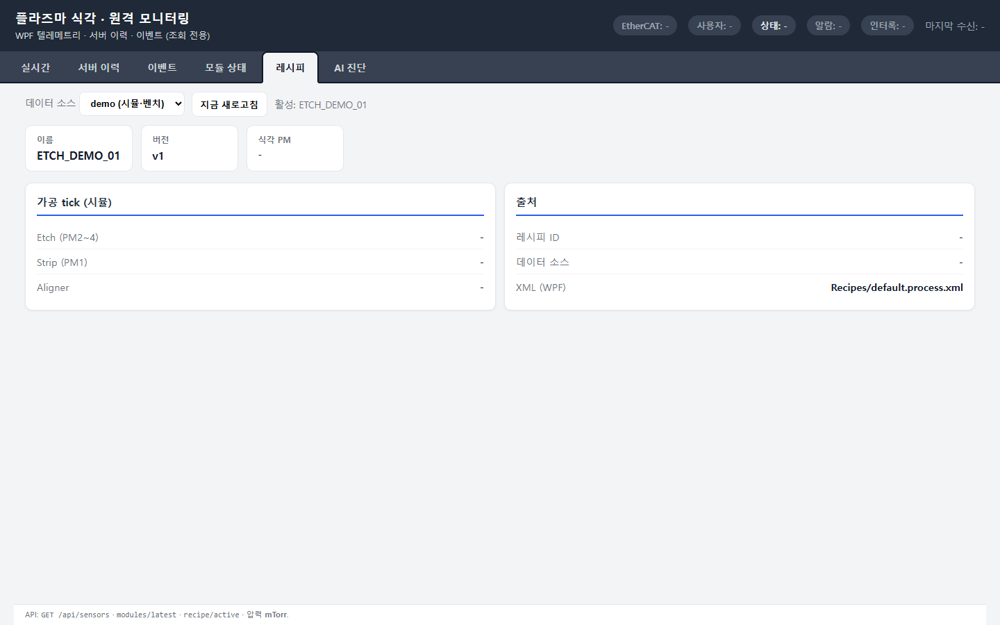 플라즈마 식각 · 원격 모니터링
WPF 텔레메트리 · 서버 이력 · 이벤트 (조회 전용)
EtherCAT: -
사용자: -
상태: -
알람: -
인터록: -
마지막 수신: -
실시간
서버 이력
이벤트
모듈 상태
레시피
AI 진단
데이터 소스
demo (시뮬·벤치)
지금 새로고침
활성: ETCH_DEMO_01
이름
ETCH_DEMO_01
버전
v1
식각 PM
-
가공 tick (시뮬)
Etch (PM2~4) -
Strip (PM1) -
Aligner -
출처
레시피 ID -
데이터 소스 -
XML (WPF) Recipes/default.process.xml
API: GET /api/sensors · modules/latest · recipe/active · 압력 mTorr.